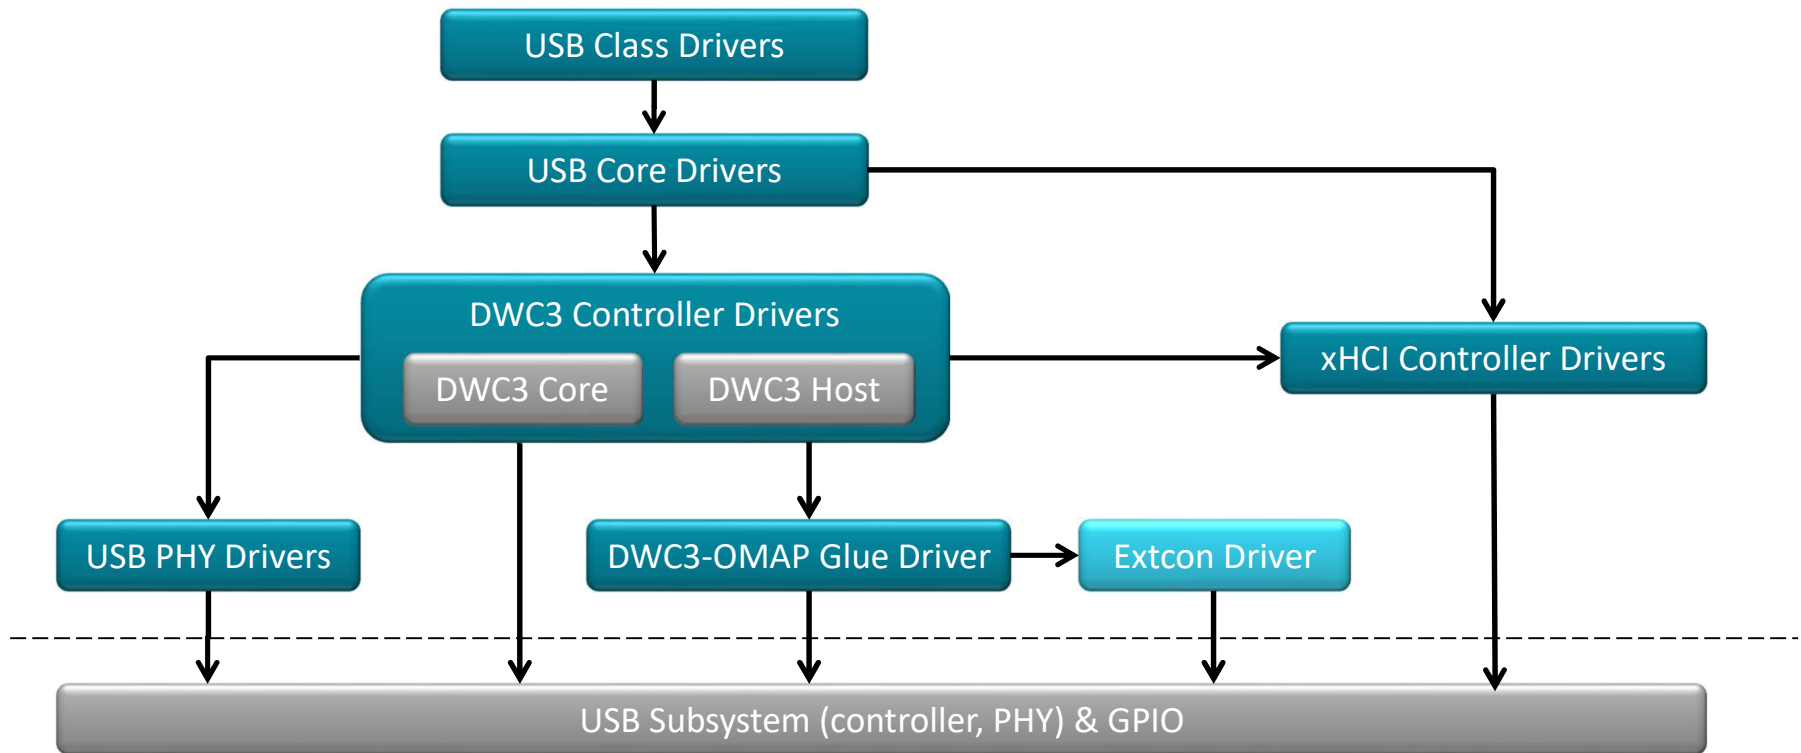 USB Class Drivers
USB Core Drivers
DWC3 Controller Drivers
DWC3 Core
DWC3 Host
xHCI Controller Drivers
USB PHY Drivers
DWC3-OMAP Glue Driver
Extcon Driver
USB Subsystem (controller, PHY) & GPIO